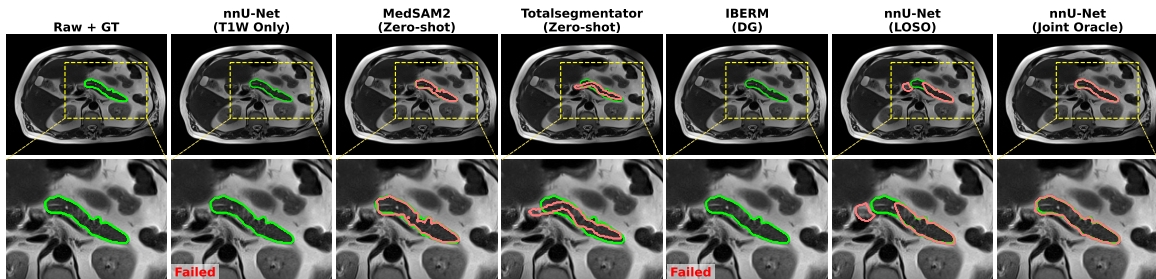 Raw + GT
nnU-Net
(T1W Only)
MedSAM2
(Zero-shot)
Totalsegmentator
(Zero-shot)
IBERM
(DG)
nnU-Net
(LOSO)
nnU-Net
(Joint Oracle)
Failed
Failed